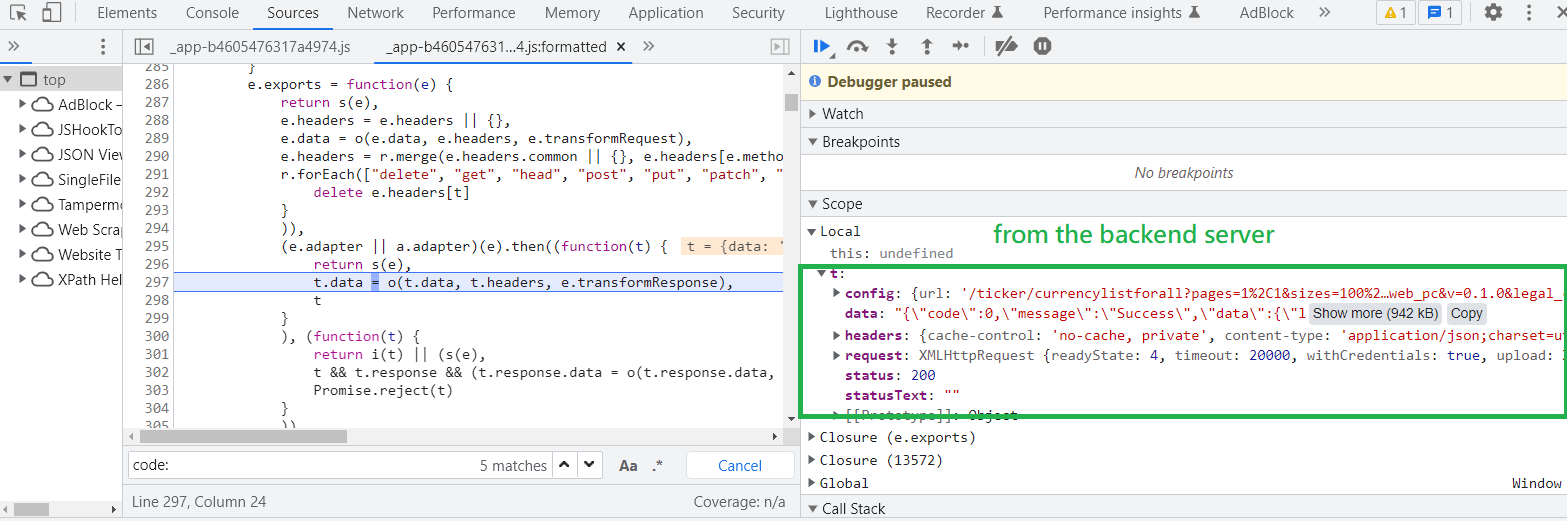 Elements Console Sources Network Performance Memory Application Security Lighthouse Recorder Performance insights AdBlock » 1 1
» _app-b4605476317a4974.js _app-b460547631...4.js:formatted × »
top
AdBlock –
JSHookTo
JSON View
SingleFile
Tamperm
Web Scrap
Website T
XPath Hel
285 }
286 e.exports = function(e) {
287 return s(e),
288 e.headers = e.headers || {},
289 e.data = o(e.data, e.headers, e.transformRequest),
290 e.headers = r.merge(e.headers.common || {}, e.headers[e.metho
291 r.forEach(["delete", "get", "head", "post", "put", "patch", "
292 delete e.headers[t]
293 }
294 )),
295 (e.adapter || a.adapter)(e).then((function(t) { t = {data: '
296 return s(e),
297 t.data = o(t.data, t.headers, e.transformResponse),
298 t
299 }
300 ), (function(t) {
301 return i(t) || (s(e),
302 t && t.response && (t.response.data = o(t.response.data,
303 Promise.reject(t)
304 }
305 ))
code: 5 matches Aa .* Cancel
Line 297, Column 24 Coverage: n/a
Debugger paused
Watch
Breakpoints
No breakpoints
Scope
Local
from the backend server
this: undefined
t:
config: {url: '/ticker/currencylistforall?pages=1%2C1&sizes=100%2…web_pc&v=0.1.0&legal_
data: "{\"code\":0,\"message\":\"Success\",\"data\":{\"l Show more (942 kB) Copy
headers: {cache-control: 'no-cache, private', content-type: 'application/json;charset=u
request: XMLHttpRequest {readyState: 4, timeout: 20000, withCredentials: true, upload:
status: 200
statusText: ""
[[Prototype]]: Object
Closure (e.exports)
Closure (13572)
Global Window
Call Stack